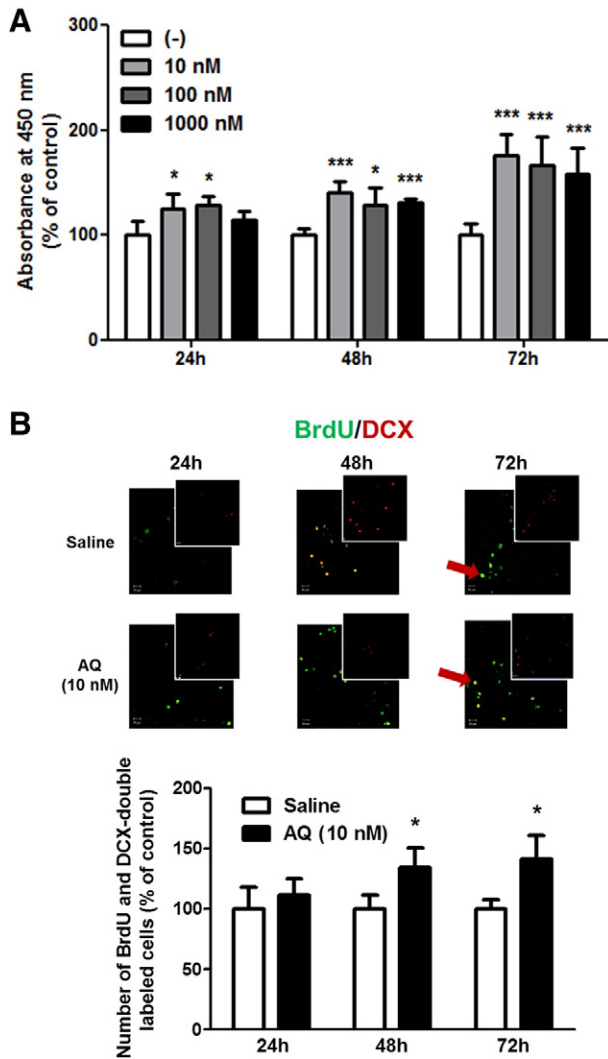 A
Absorbance at 450 nm
(% of control)
300
200
100
0
(-)
10 nM
100 nM
1000 nM
* *
*** * ***
*** *** ***
24h 48h 72h
B
BrdU/DCX
24h 48h 72h
Saline
AQ
(10 nM)
Number of BrdU and DCX-double
labeled cells (% of control)
200
150
100
50
0
Saline
AQ (10 nM)
* *
24h 48h 72h